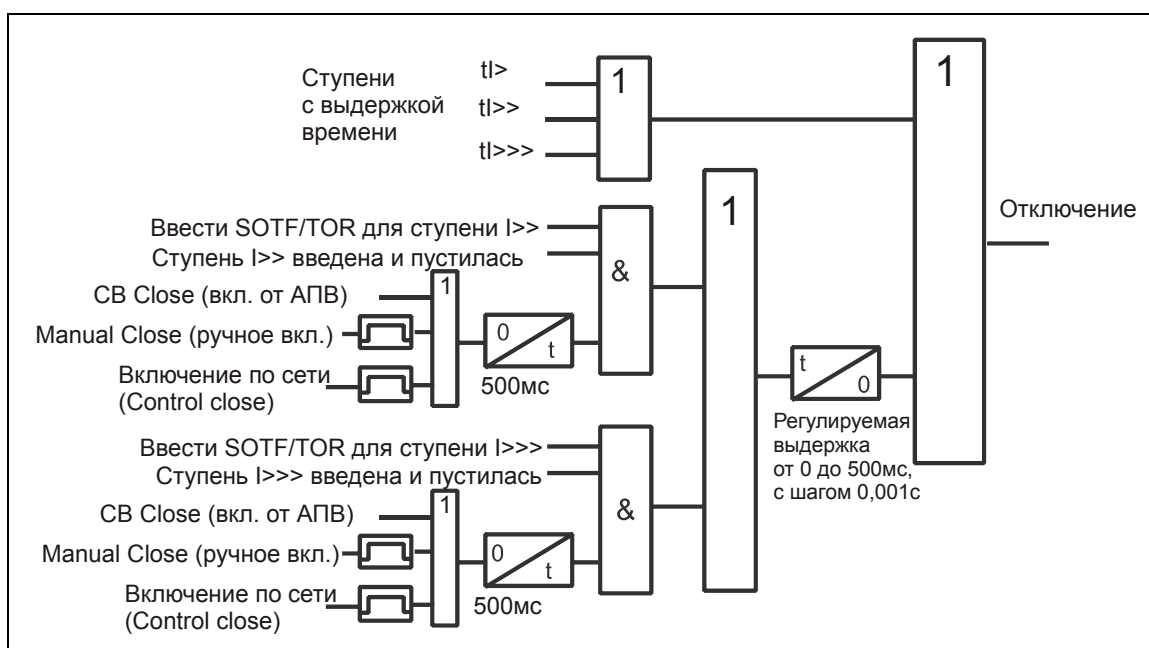 Ступени
с выдержкой
времени
tI>
tI>>
tI>>>
1
1
Отключение
Ввести SOTF/TOR для ступени I>>
Ступень I>> введена и пустилась
&
1
CB Close (вкл. от АПВ)
Manual Close (ручное вкл.)
Включение по сети
(Control close)
1
0
t
500мс
t
0
Регулируемая
выдержка
от 0 до 500мс,
с шагом 0,001с
Ввести SOTF/TOR для ступени I>>>
Ступень I>>> введена и пустилась
&
CB Close (вкл. от АПВ)
Manual Close (ручное вкл.)
Включение по сети
(Control close)
1
0
t
500мс